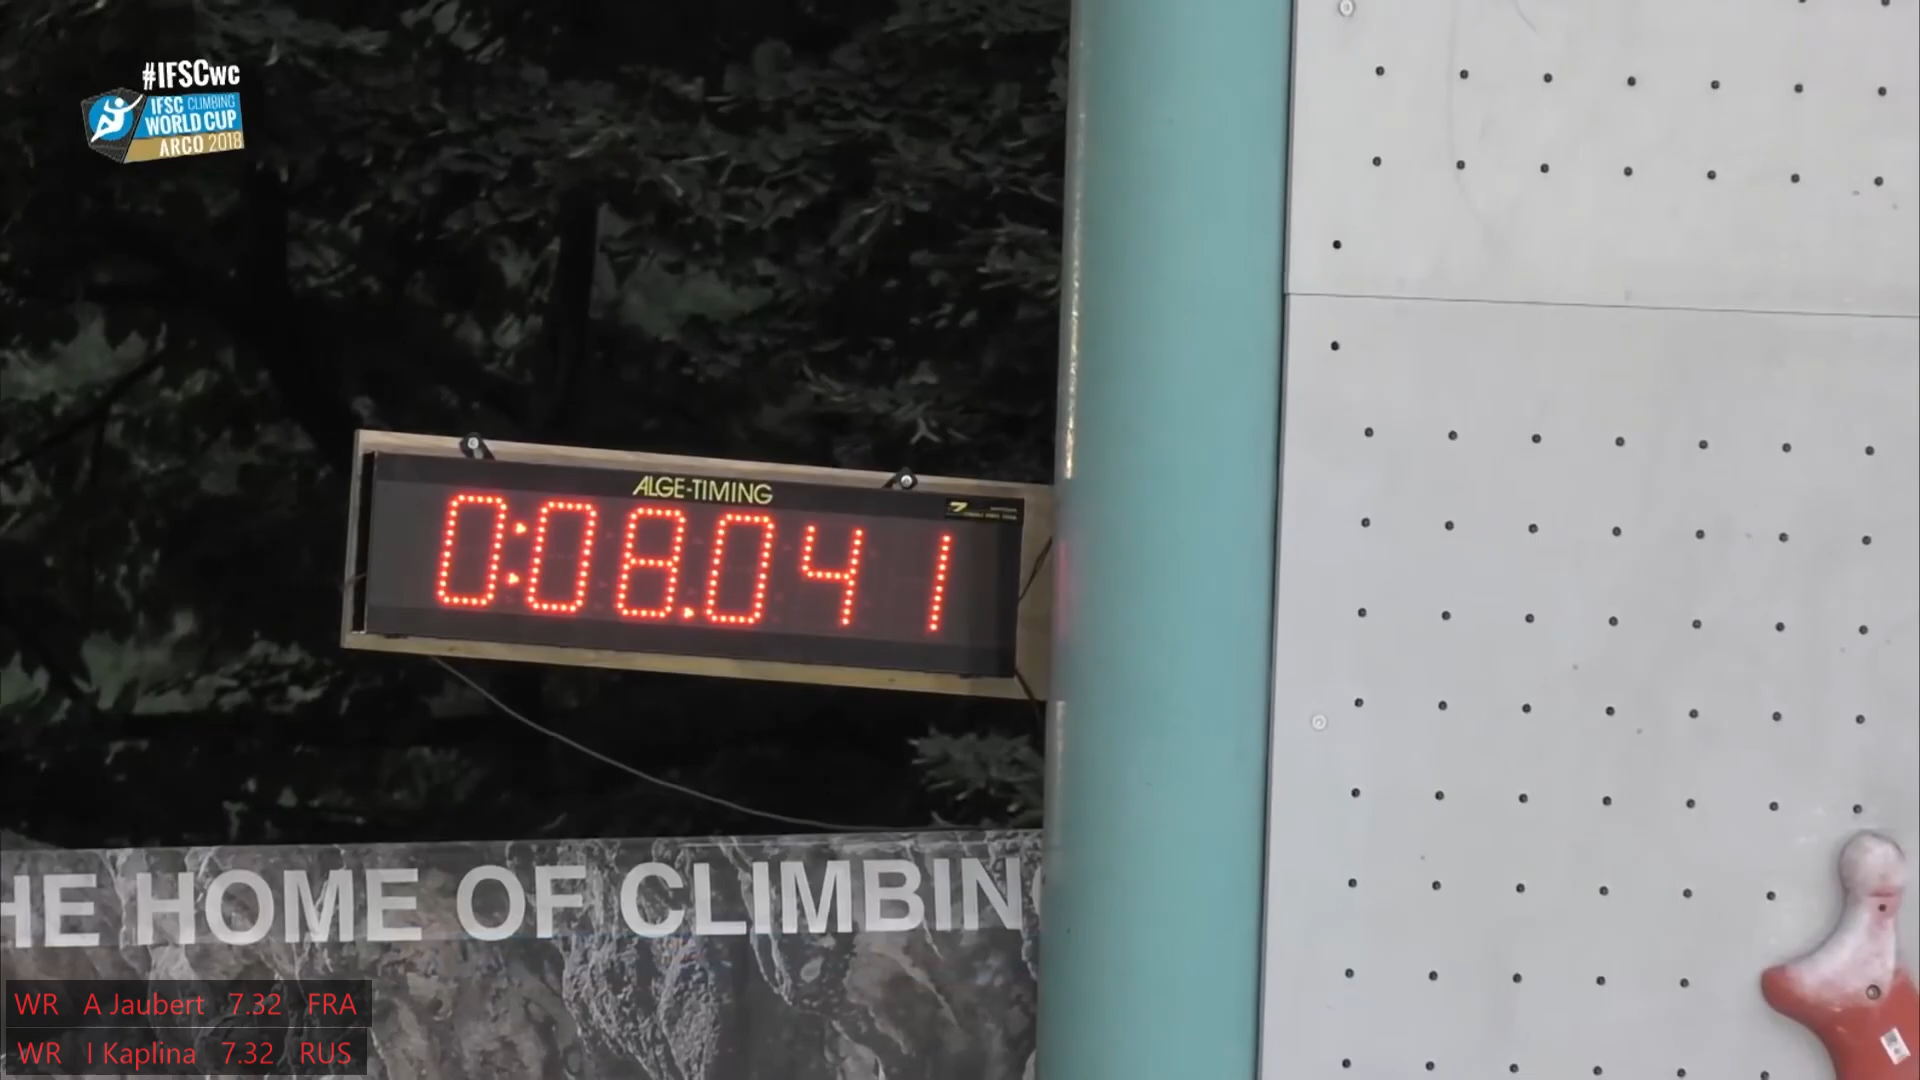 #IFSCWC
IFSC CLIMBING
WORLD CUP
ARCO 2018
ALGE-TIMING
0:08.041
HE HOME OF CLIMBIN
WR A Jaubert 7.32 FRA
WR I Kaplina 7.32 RUS